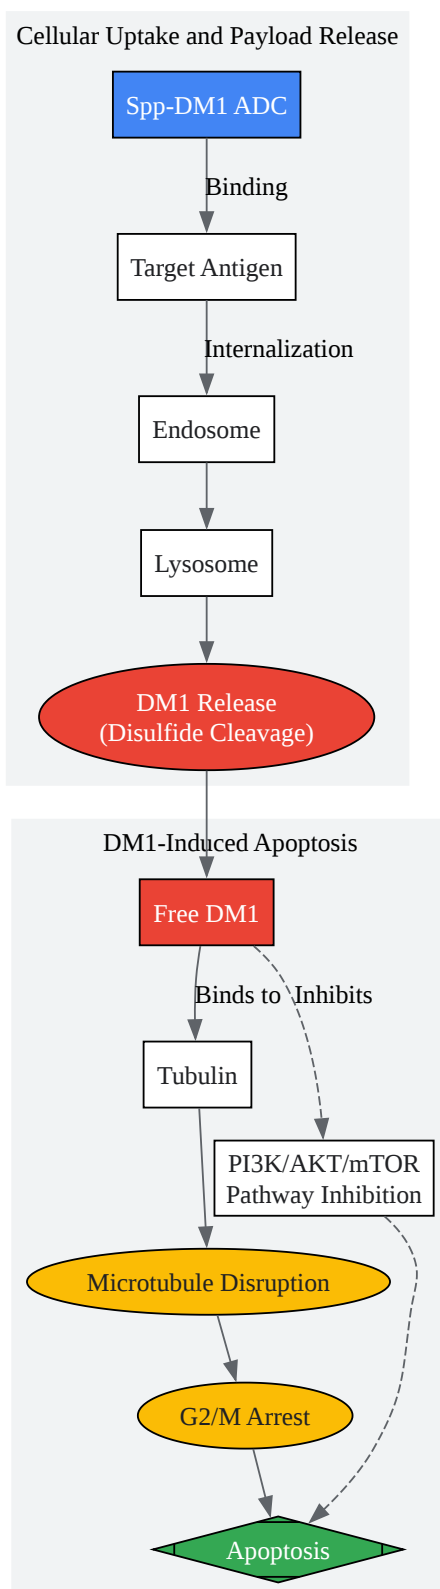 Cellular Uptake and Payload Release
Spp-DM1 ADC
Binding
Target Antigen
Internalization
Endosome
Lysosome
DM1 Release
(Disulfide Cleavage)
DM1-Induced Apoptosis
Free DM1
Binds to
Inhibits
Tubulin
PI3K/AKT/mTOR
Pathway Inhibition
Microtubule Disruption
G2/M Arrest
Apoptosis